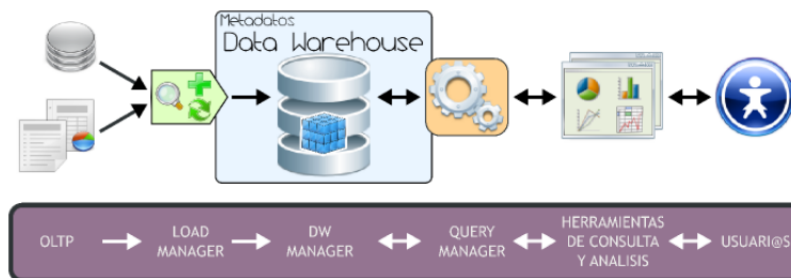 Metadatos
Data Warehouse
OLTP
LOAD
MANAGER
DW
MANAGER
QUERY
MANAGER
HERRAMIENTAS
DE CONSULTA
Y ANALISIS
USUARI@S